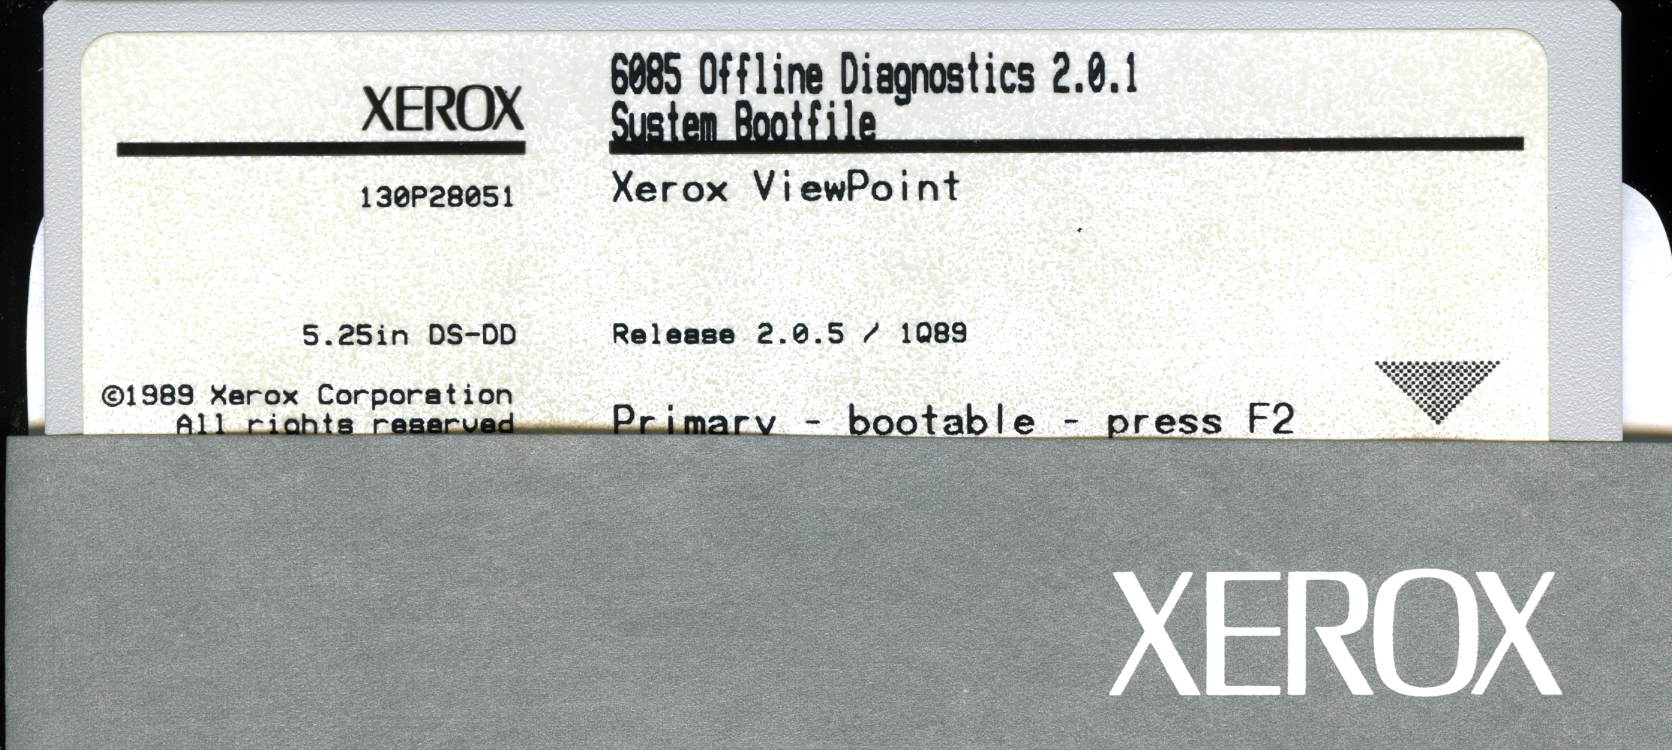 XEROX
130P28051
5.25in DS-DD
©1989 Xerox Corporation
All rights reserved
6085 Offline Diagnostics 2.0.1
System Bootfile
Xerox ViewPoint
Release 2.0.5 / 1Q89
Primary - bootable - press F2
XEROX